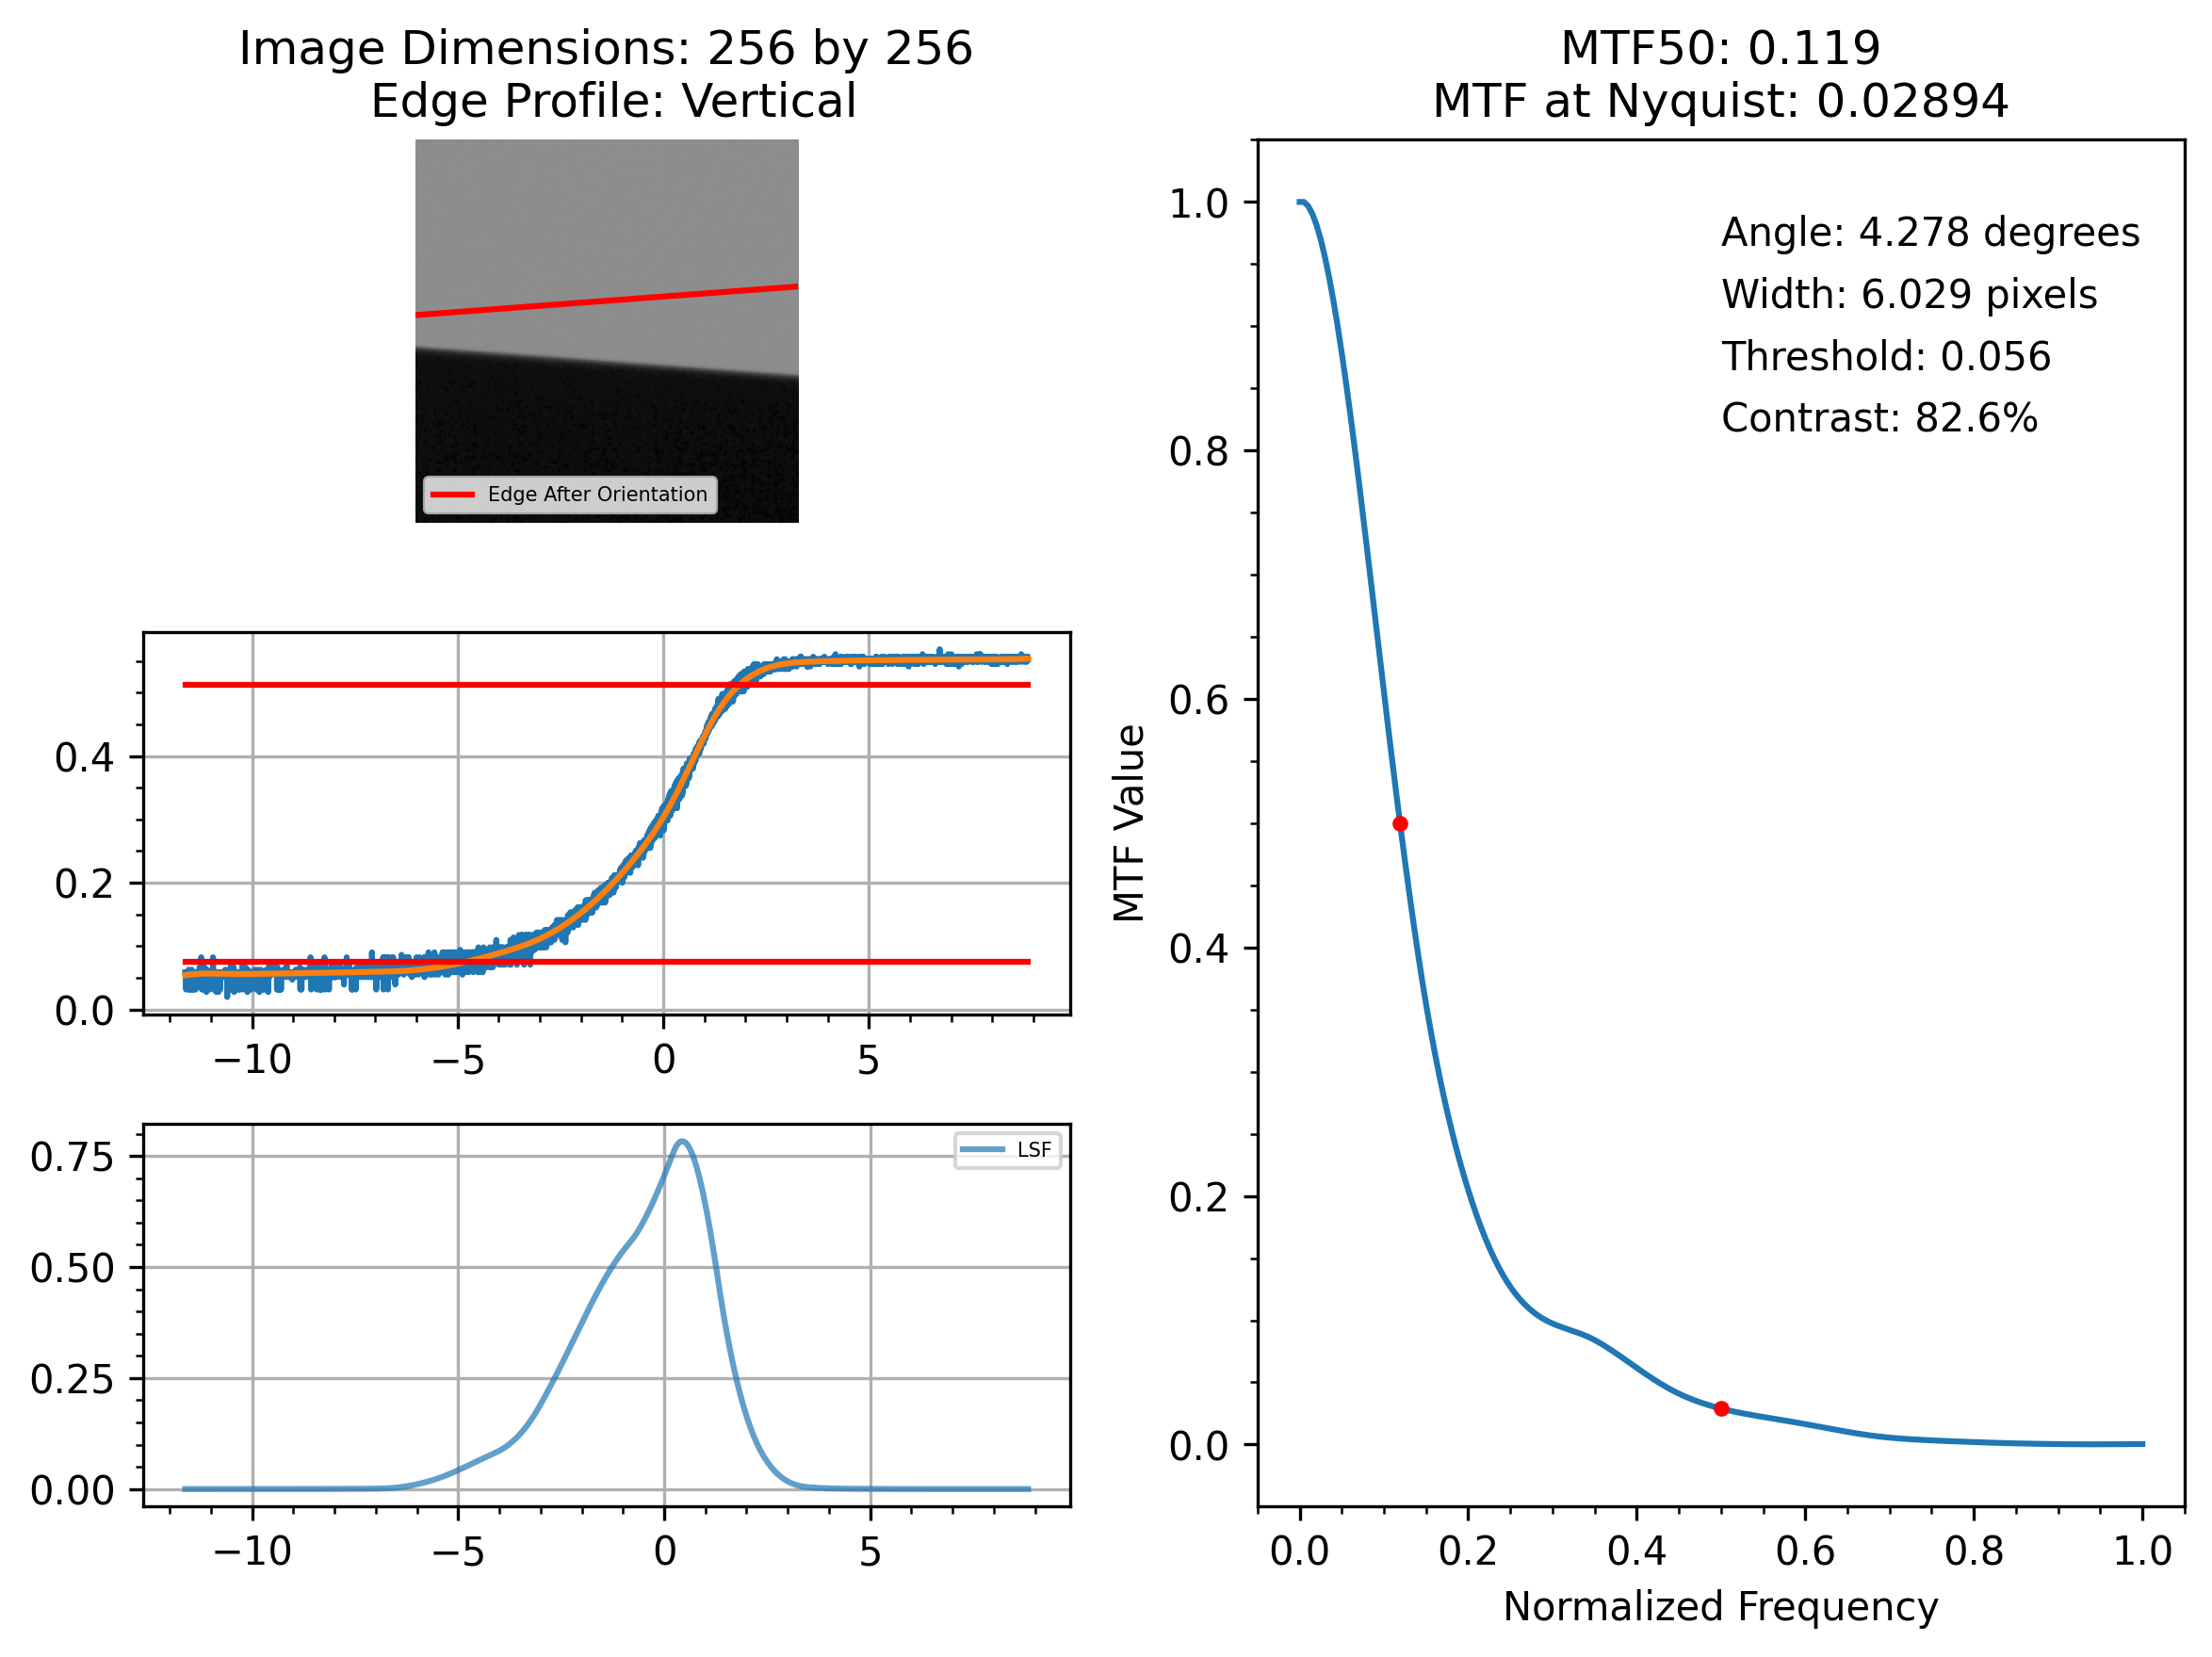 Image Dimensions: 256 by 256
Edge Profile: Vertical
Edge After Orientation
0.4
0.2
0.0
−10 −5 0 5
0.75
0.50
0.25
0.00
−10 −5 0 5
LSF
MTF50: 0.119
MTF at Nyquist: 0.02894
Angle: 4.278 degrees
Width: 6.029 pixels
Threshold: 0.056
Contrast: 82.6%
MTF Value
1.0
0.8
0.6
0.4
0.2
0.0
0.0 0.2 0.4 0.6 0.8 1.0
Normalized Frequency